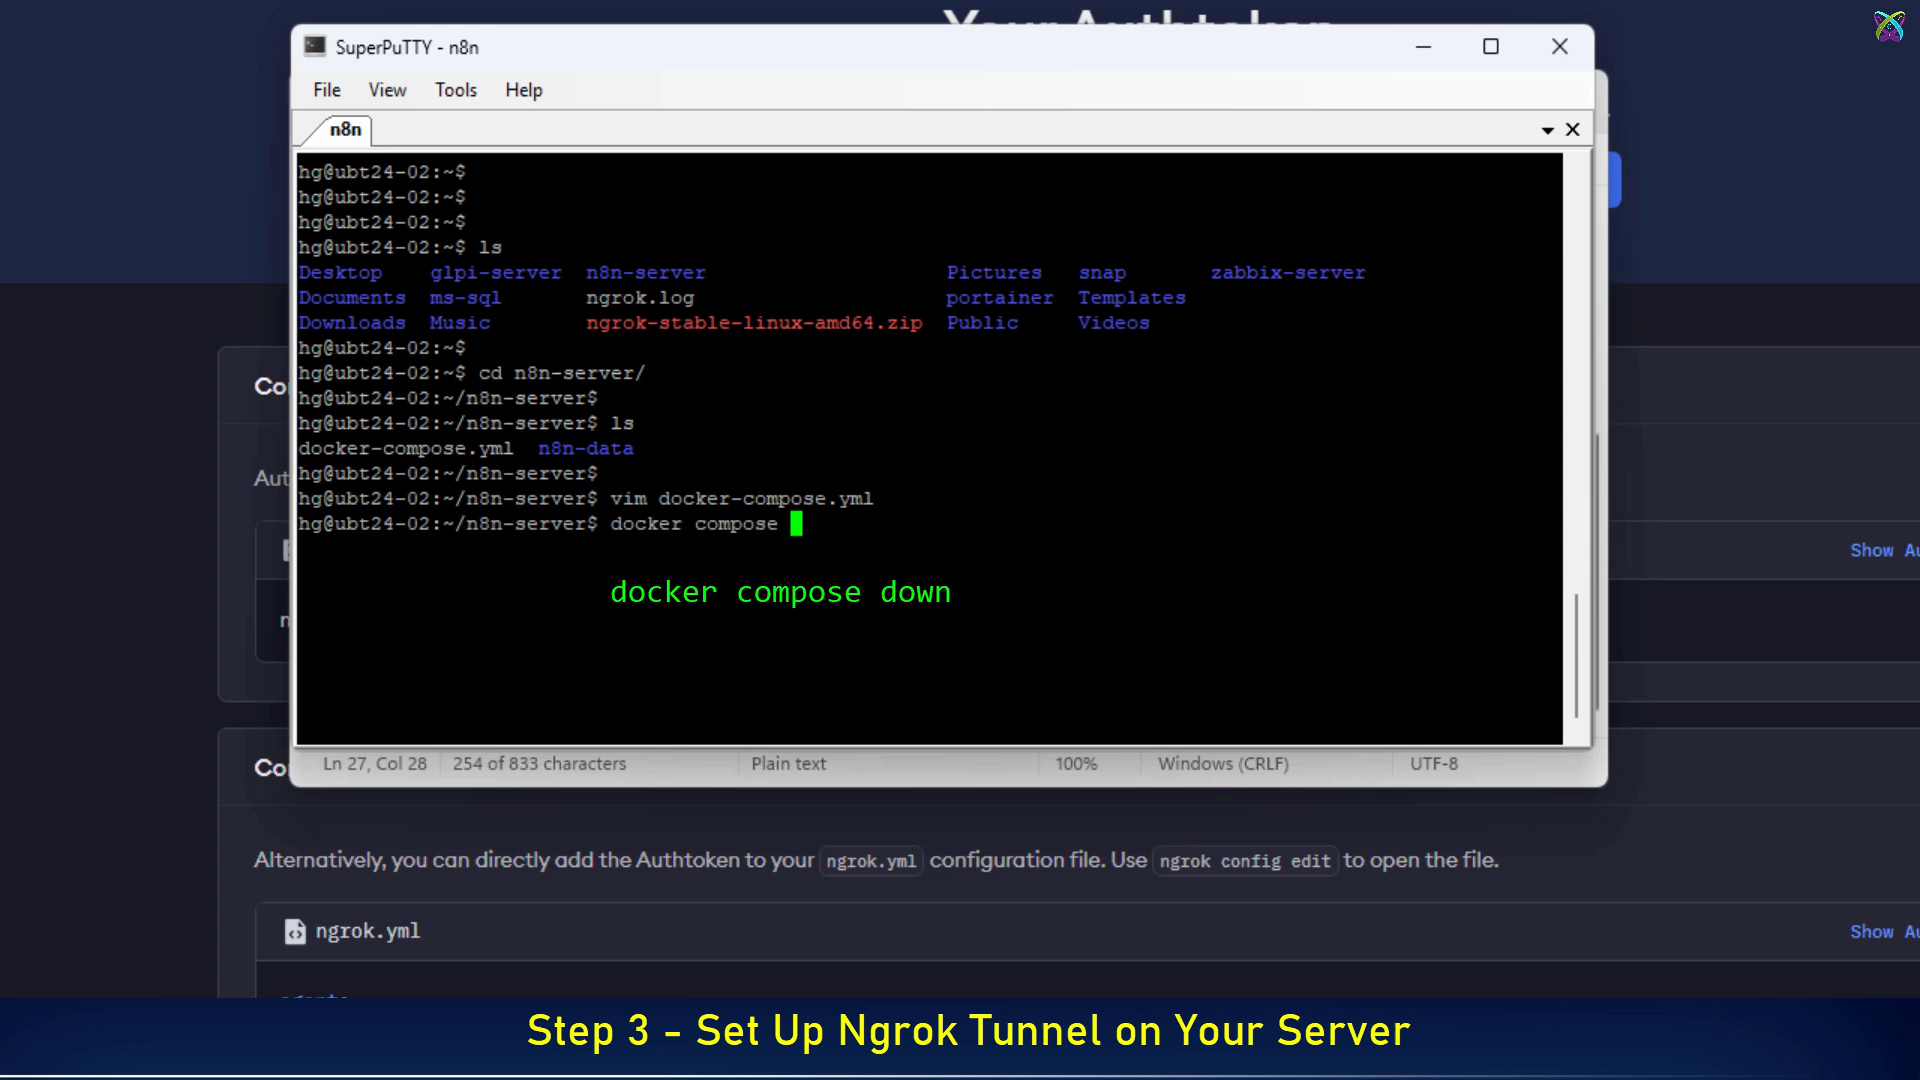 Your Authtoken
SuperPuTTY - n8n
File View Tools Help
n8n
hg@ubt24-02:~$
hg@ubt24-02:~$
hg@ubt24-02:~$
hg@ubt24-02:~$ ls
Desktop glpi-server n8n-server Pictures snap zabbix-server
Documents ms-sql ngrok.log portainer Templates
Downloads Music ngrok-stable-linux-amd64.zip Public Videos
hg@ubt24-02:~$
hg@ubt24-02:~$ cd n8n-server/
hg@ubt24-02:~/n8n-server$
hg@ubt24-02:~/n8n-server$ ls
docker-compose.yml n8n-data
hg@ubt24-02:~/n8n-server$
hg@ubt24-02:~/n8n-server$ vim docker-compose.yml
hg@ubt24-02:~/n8n-server$ docker compose
docker compose down
Show Au
Ln 27, Col 28 254 of 833 characters Plain text 100% Windows (CRLF) UTF-8
Alternatively, you can directly add the Authtoken to your ngrok.yml configuration file. Use ngrok config edit to open the file.
ngrok.yml Show Au
Step 3 - Set Up Ngrok Tunnel on Your Server